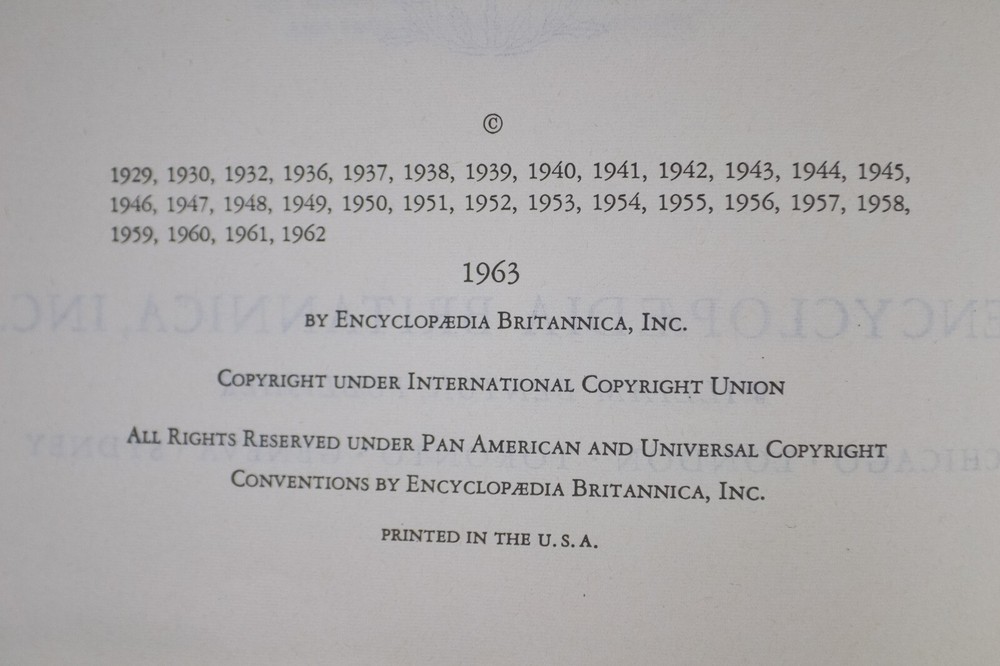 ©
1929, 1930, 1932, 1936, 1937, 1938, 1939, 1940, 1941, 1942, 1943, 1944, 1945,
1946, 1947, 1948, 1949, 1950, 1951, 1952, 1953, 1954, 1955, 1956, 1957, 1958,
1959, 1960, 1961, 1962
1963
BY ENCYCLOPÆDIA BRITANNICA, INC.
COPYRIGHT UNDER INTERNATIONAL COPYRIGHT UNION
ALL RIGHTS RESERVED UNDER PAN AMERICAN AND UNIVERSAL COPYRIGHT
CONVENTIONS BY ENCYCLOPÆDIA BRITANNICA, INC.
PRINTED IN THE U. S. A.